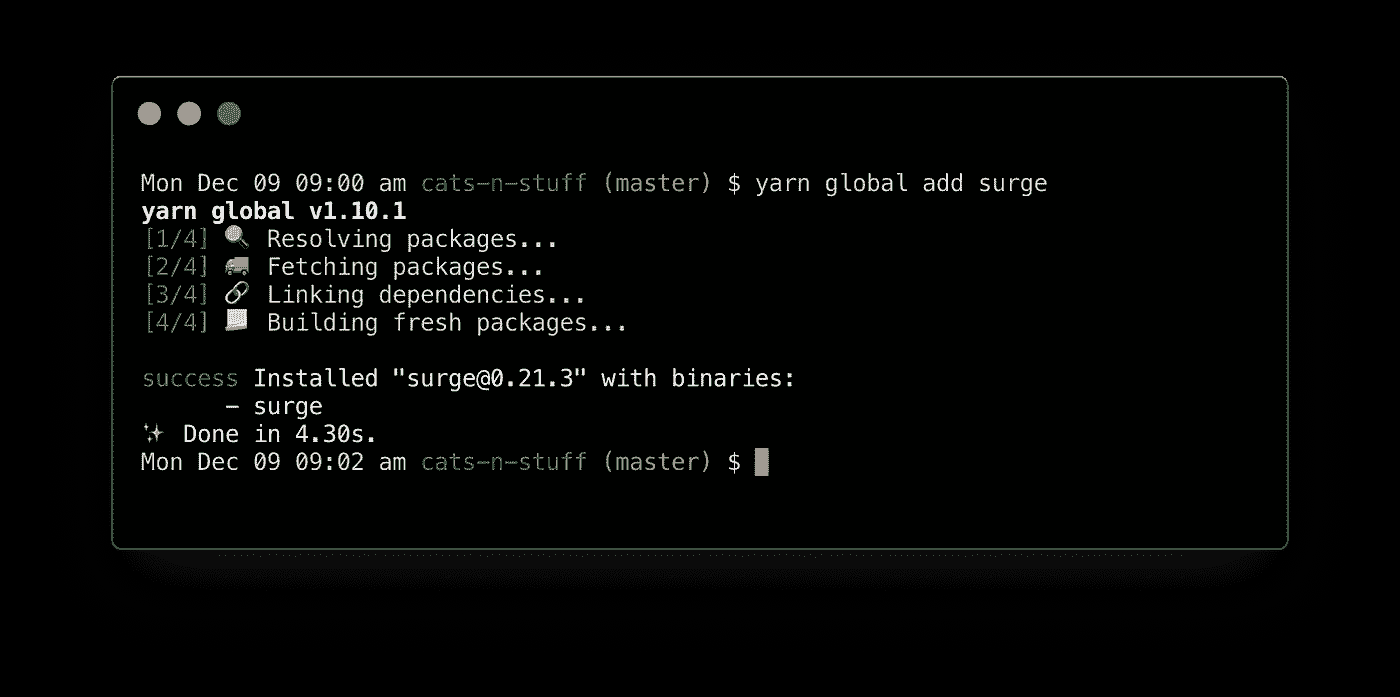 Mon Dec 09 09:00 am cats-n-stuff (master) $ yarn global add surge
yarn global v1.10.1
[1/4] 🔍 Resolving packages...
[2/4] 🚚 Fetching packages...
[3/4] 🔗 Linking dependencies...
[4/4] 📃 Building fresh packages...
success Installed "surge@0.21.3" with binaries:
      - surge
✨ Done in 4.30s.
Mon Dec 09 09:02 am cats-n-stuff (master) $